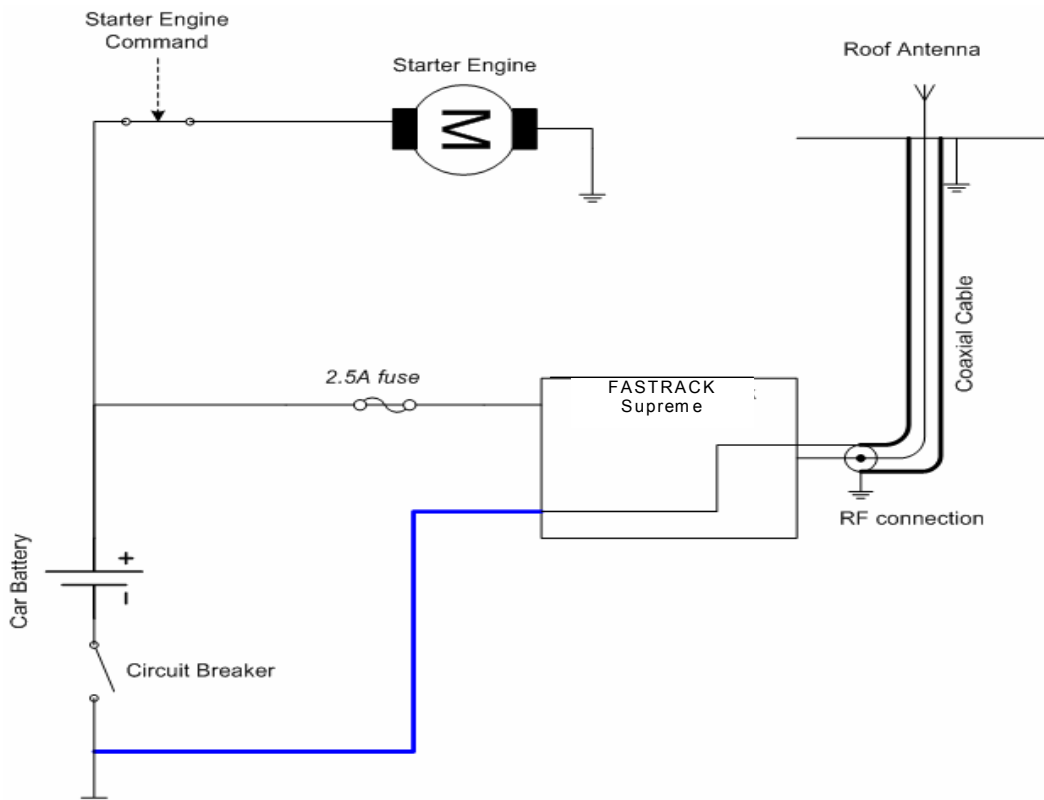 Starter Engine
Command
Starter Engine
M
Roof Antenna
Coaxial Cable
2.5A fuse
FASTRACK
Supreme
RF connection
Car Battery
+
-
Circuit Breaker